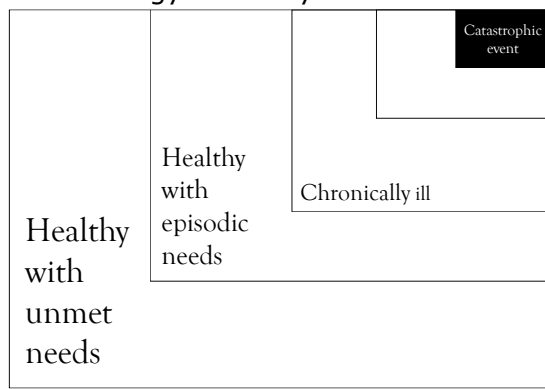 Catastrophic
event
Healthy
with
episodic
needs
Chronically ill
Healthy
with
unmet
needs